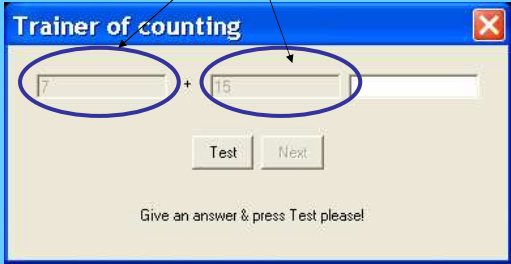 Trainer of counting
7 + 15
Test Next
Give an answer & press Test please!